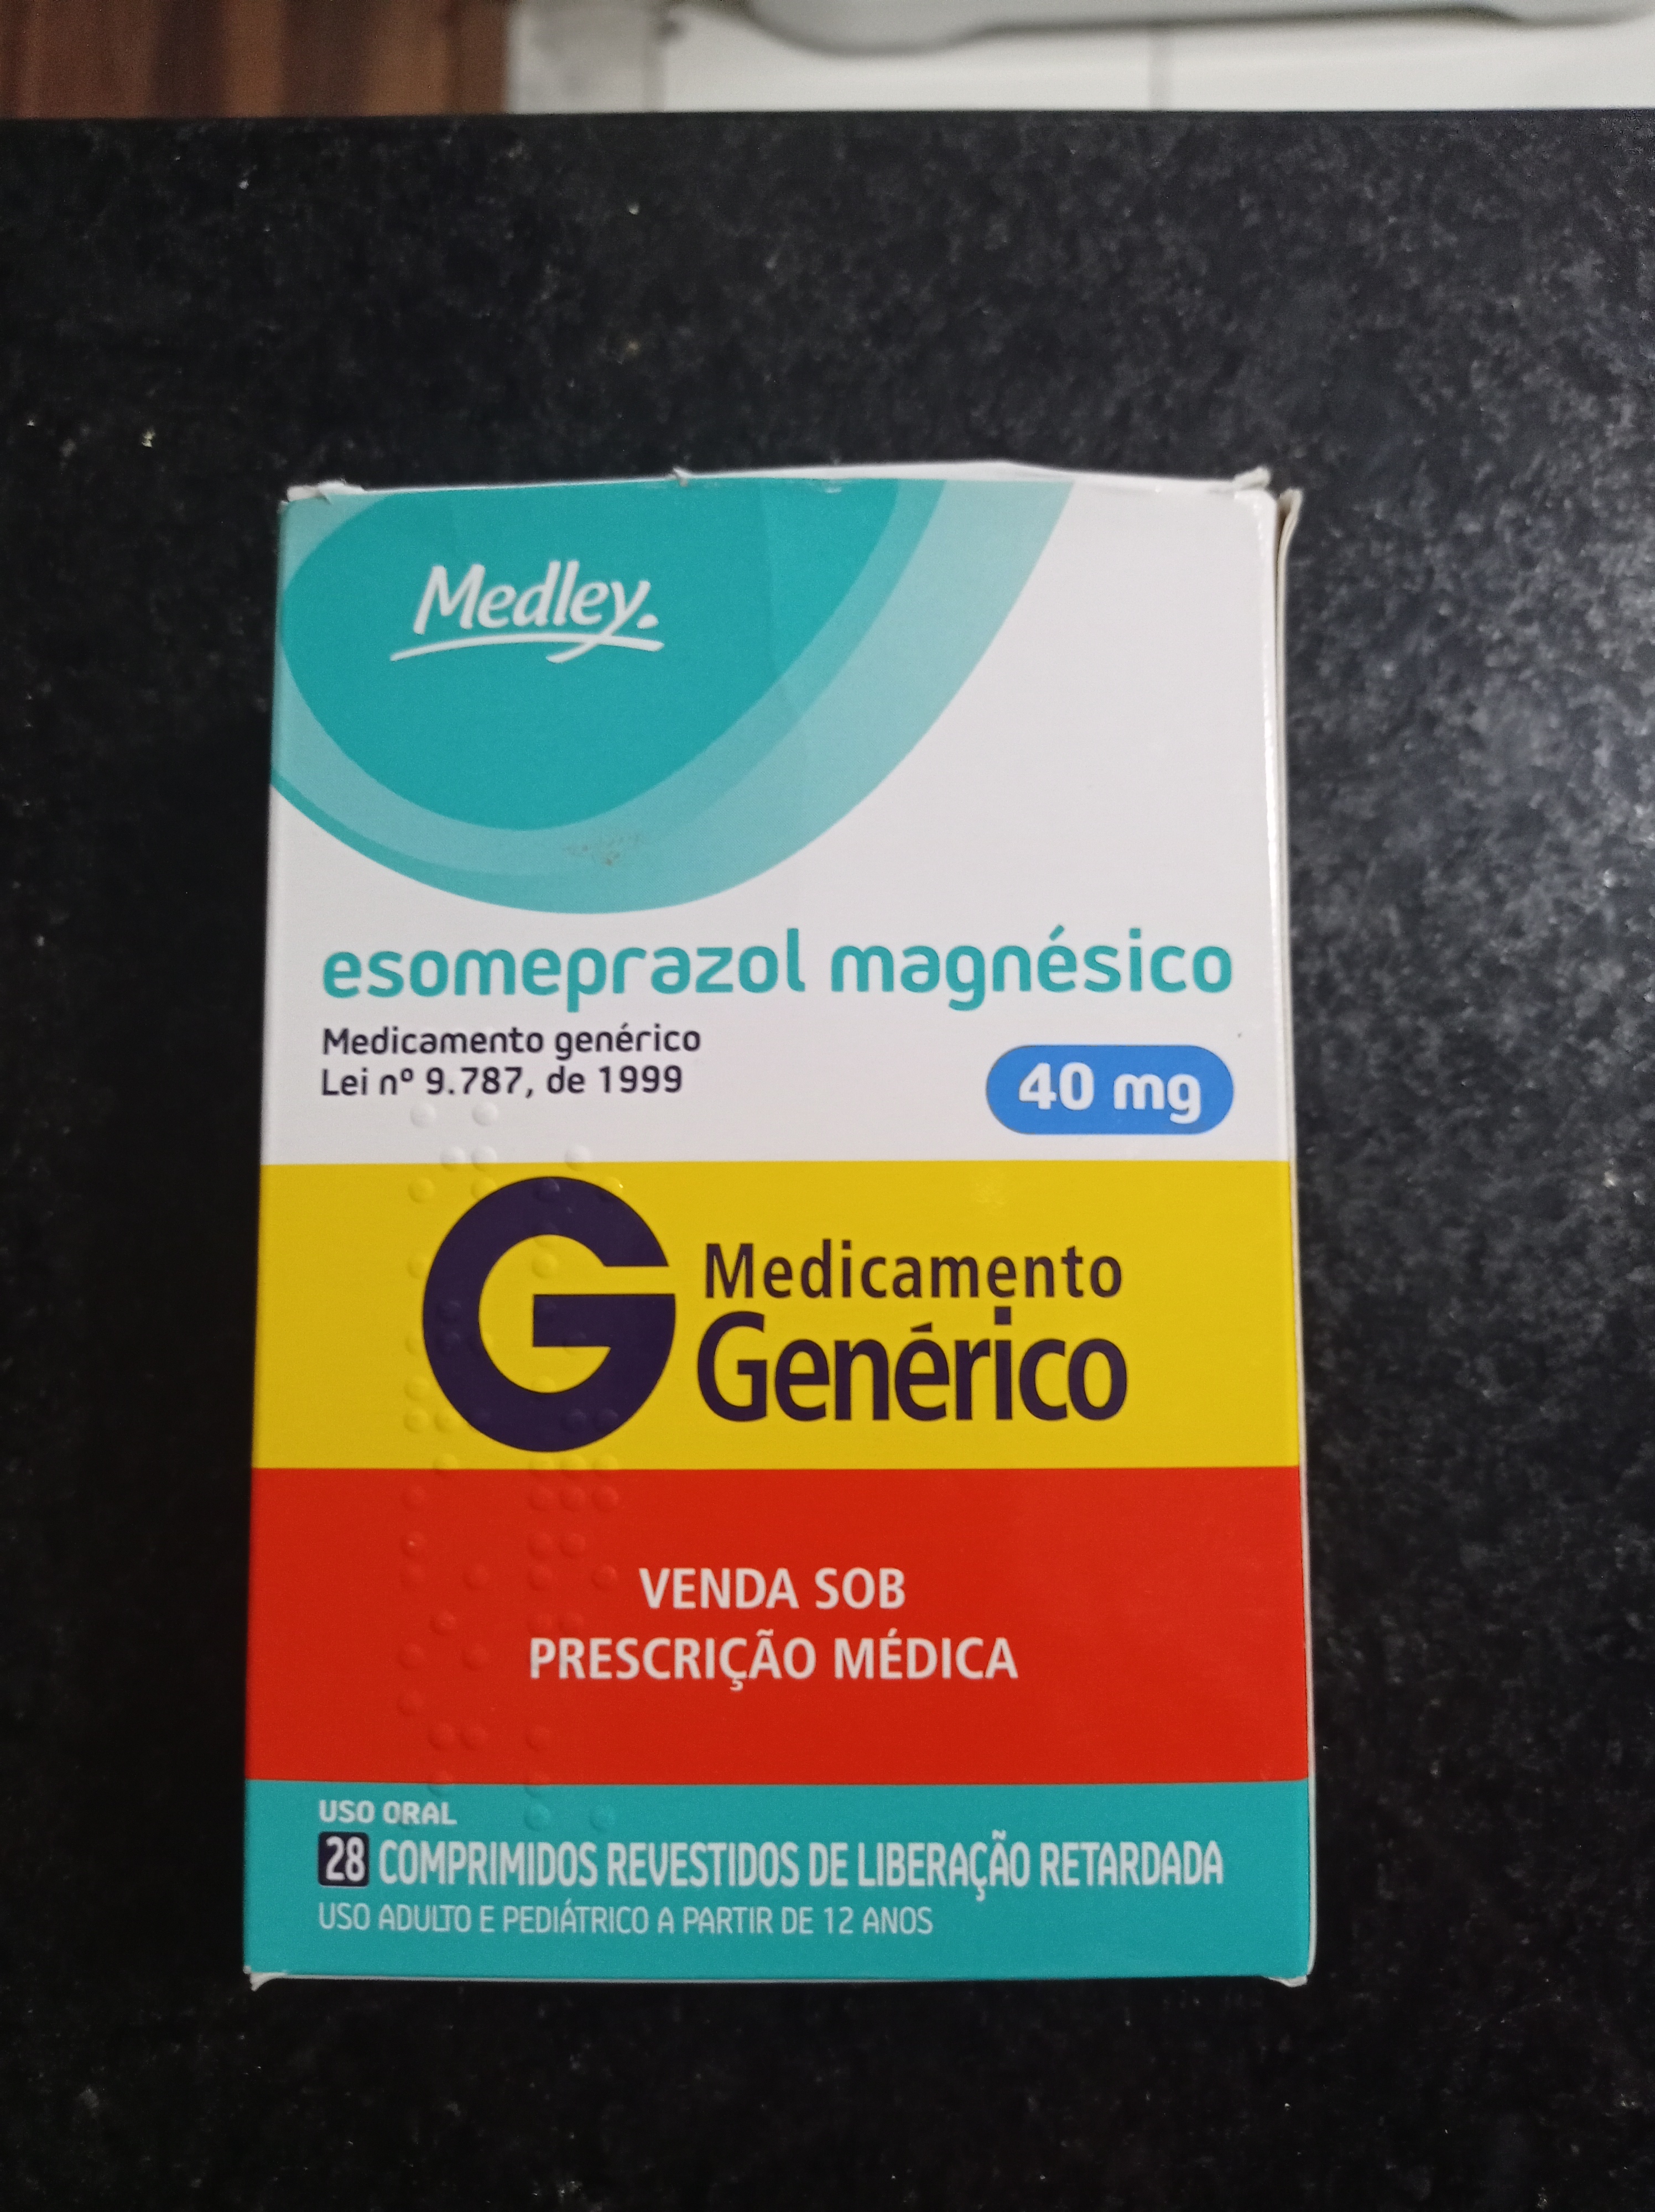 Medley.
esomeprazol magnésico
Medicamento genérico
Lei nº 9.787, de 1999
40 mg
G Medicamento
Genérico
VENDA SOB
PRESCRIÇÃO MÉDICA
USO ORAL
28 COMPRIMIDOS REVESTIDOS DE LIBERAÇÃO RETARDADA
USO ADULTO E PEDIÁTRICO A PARTIR DE 12 ANOS